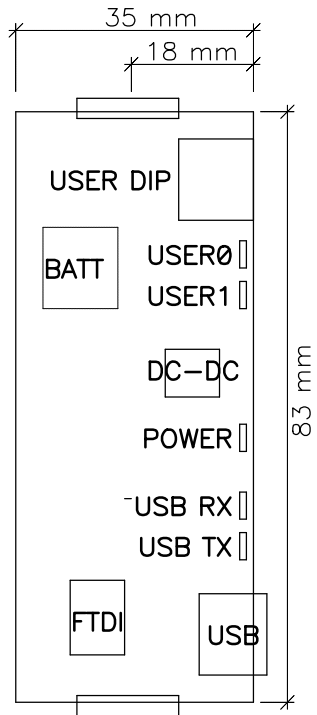 35 mm
18 mm
USER DIP
BATT
USER0
USER1
DC-DC
83 mm
POWER
USB RX
USB TX
FTDI
USB